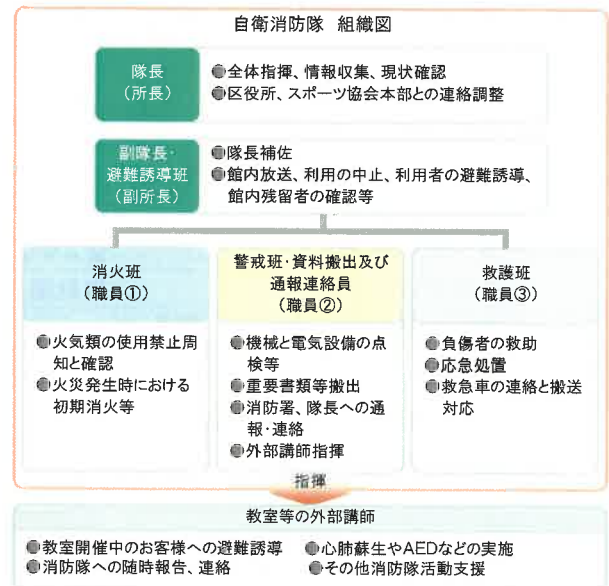 自衛消防隊 組織図
隊長
（所長）
●全体指揮、情報収集、現状確認
●区役所、スポーツ協会本部との連絡調整
副隊長・
避難誘導班
（副所長）
●隊長補佐
●館内放送、利用の中止、利用者の避難誘導、
館内残留者の確認等
消火班
（職員①）
●火気類の使用禁止周
知と確認
●火災発生時における
初期消火等
警戒班・資料搬出及び
通報連絡員
（職員②）
●機械と電気設備の点
検等
●重要書類等搬出
●消防署、隊長への通
報・連絡
●外部講師指揮
救護班
（職員③）
●負傷者の救助
●応急処置
●救急車の連絡と搬送
対応
指揮
教室等の外部講師
●教室開催中のお客様への避難誘導
●消防隊への随時報告、連絡
●心肺蘇生やAEDなどの実施
●その他消防隊活動支援